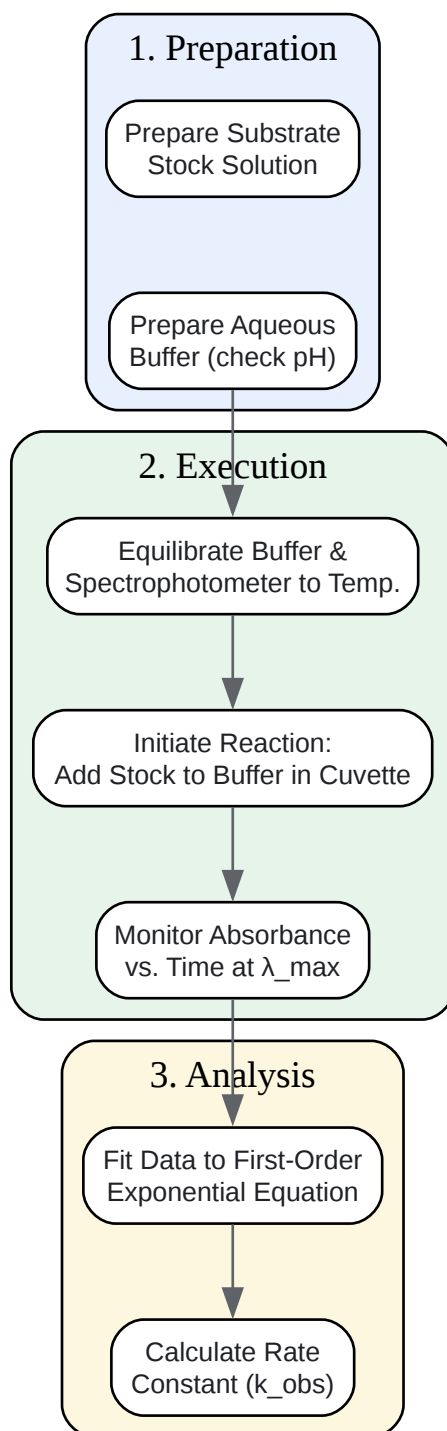 1. Preparation
Prepare Substrate
Stock Solution
Prepare Aqueous
Buffer (check pH)
2. Execution
Equilibrate Buffer &
Spectrophotometer to Temp.
Initiate Reaction:
Add Stock to Buffer in Cuvette
Monitor Absorbance
vs. Time at λ_max
3. Analysis
Fit Data to First-Order
Exponential Equation
Calculate Rate
Constant (k_obs)